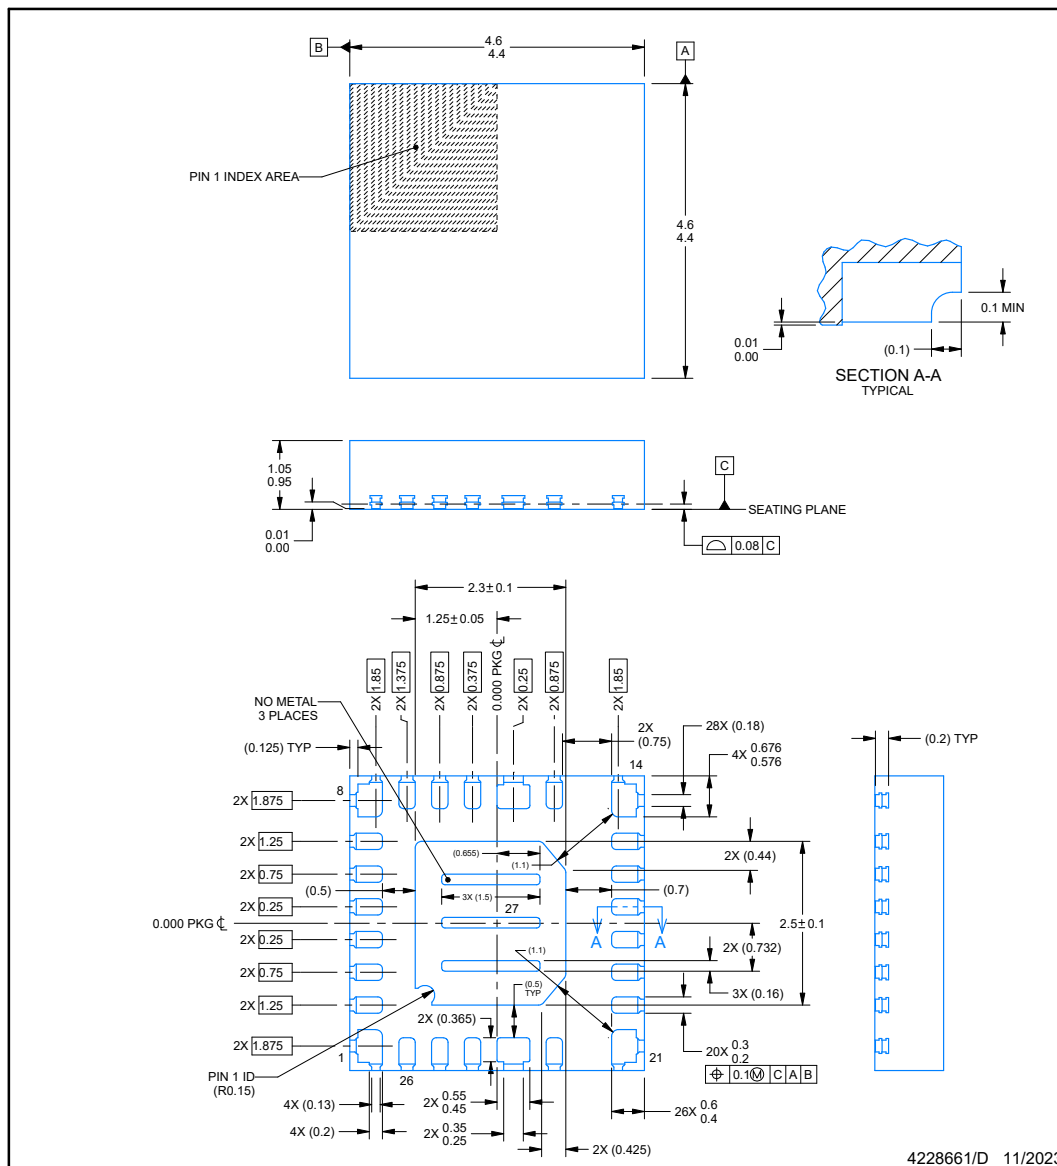 4.6
4.4
B
A
PIN 1 INDEX AREA
4.6
4.4
0.1 MIN
0.01
0.00
(0.1)
SECTION A-A
TYPICAL
1.05
0.95
C
SEATING PLANE
0.01
0.00
0.08 C
2.3± 0.1
1.25± 0.05
2X 1.85
2X 1.375
2X 0.875
2X 0.375
0.000 PKG ℄
2X 0.25
2X 0.875
2X 1.85
NO METAL
3 PLACES
2X
(0.75)
28X (0.18)
(0.125) TYP
4X 0.676
0.576
(0.2) TYP
14
8
2X 1.875
2X 1.25
(0.655)
(1.1)
2X (0.44)
2X 0.75
(0.5)
3X (1.5)
(0.7)
2X 0.25
27
0.000 PKG ℄
2.5± 0.1
2X 0.25
A
A
(1.1)
2X (0.732)
2X 0.75
(0.5)
TYP
3X (0.16)
2X 1.25
2X (0.365)
2X 1.875
20X 0.3
0.2
1
21
26
PIN 1 ID
(R0.15)
⌖ 0.1Ⓜ C A B
4X (0.13)
2X 0.55
0.45
26X 0.6
0.4
4X (0.2)
2X 0.35
0.25
2X (0.425)
4228661/D 11/2023